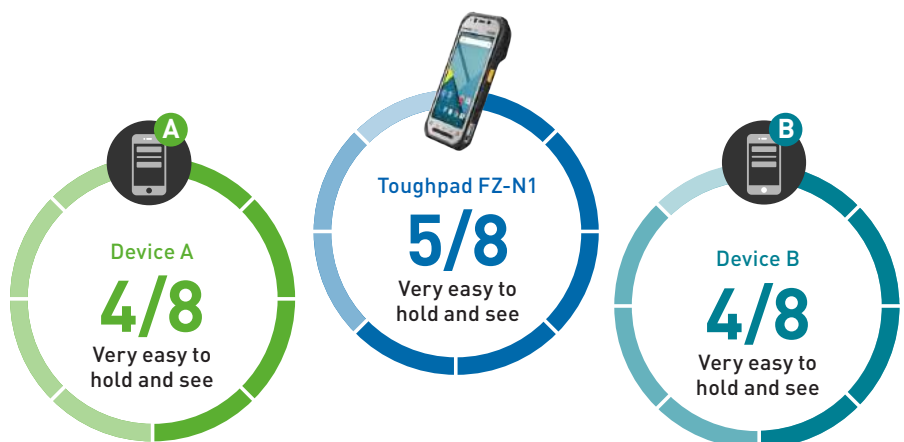 A
Device A
4/8
Very easy to
hold and see
Toughpad FZ-N1
5/8
Very easy to
hold and see
B
Device B
4/8
Very easy to
hold and see